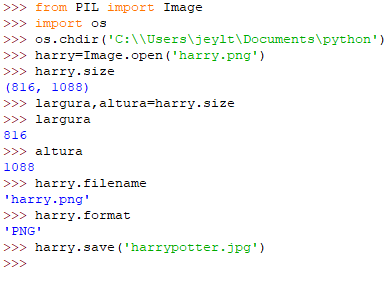 >>> from PIL import Image
>>> import os
>>> os.chdir('C:\\Users\jeylt\Documents\python')
>>> harry=Image.open('harry.png')
>>> harry.size
(816, 1088)
>>> largura,altura=harry.size
>>> largura
816
>>> altura
1088
>>> harry.filename
'harry.png'
>>> harry.format
'PNG'
>>> harry.save('harrypotter.jpg')
>>>